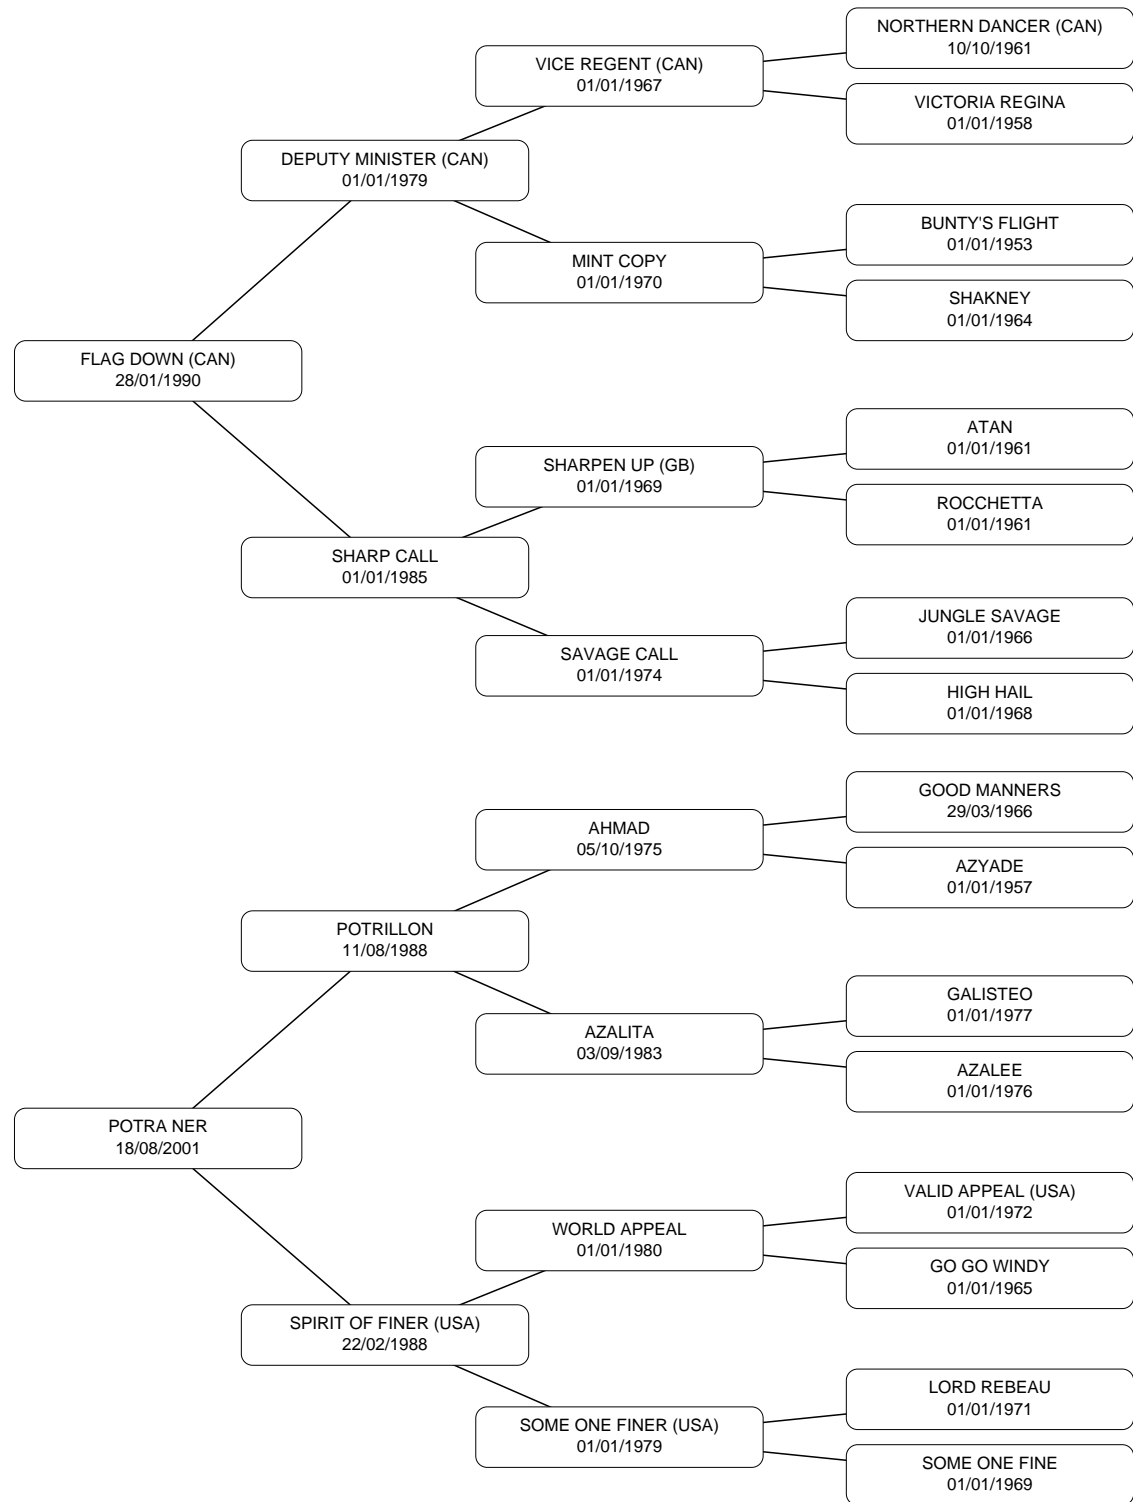 NORTHERN DANCER (CAN)
10/10/1961
VICE REGENT (CAN)
01/01/1967
VICTORIA REGINA
01/01/1958
DEPUTY MINISTER (CAN)
01/01/1979
BUNTY'S FLIGHT
01/01/1953
MINT COPY
01/01/1970
SHAKNEY
01/01/1964
FLAG DOWN (CAN)
28/01/1990
ATAN
01/01/1961
SHARPEN UP (GB)
01/01/1969
ROCCHETTA
01/01/1961
SHARP CALL
01/01/1985
JUNGLE SAVAGE
01/01/1966
SAVAGE CALL
01/01/1974
HIGH HAIL
01/01/1968
GOOD MANNERS
29/03/1966
AHMAD
05/10/1975
AZYADE
01/01/1957
POTRILLON
11/08/1988
GALISTEO
01/01/1977
AZALITA
03/09/1983
AZALEE
01/01/1976
POTRA NER
18/08/2001
VALID APPEAL (USA)
01/01/1972
WORLD APPEAL
01/01/1980
GO GO WINDY
01/01/1965
SPIRIT OF FINER (USA)
22/02/1988
LORD REBEAU
01/01/1971
SOME ONE FINER (USA)
01/01/1979
SOME ONE FINE
01/01/1969